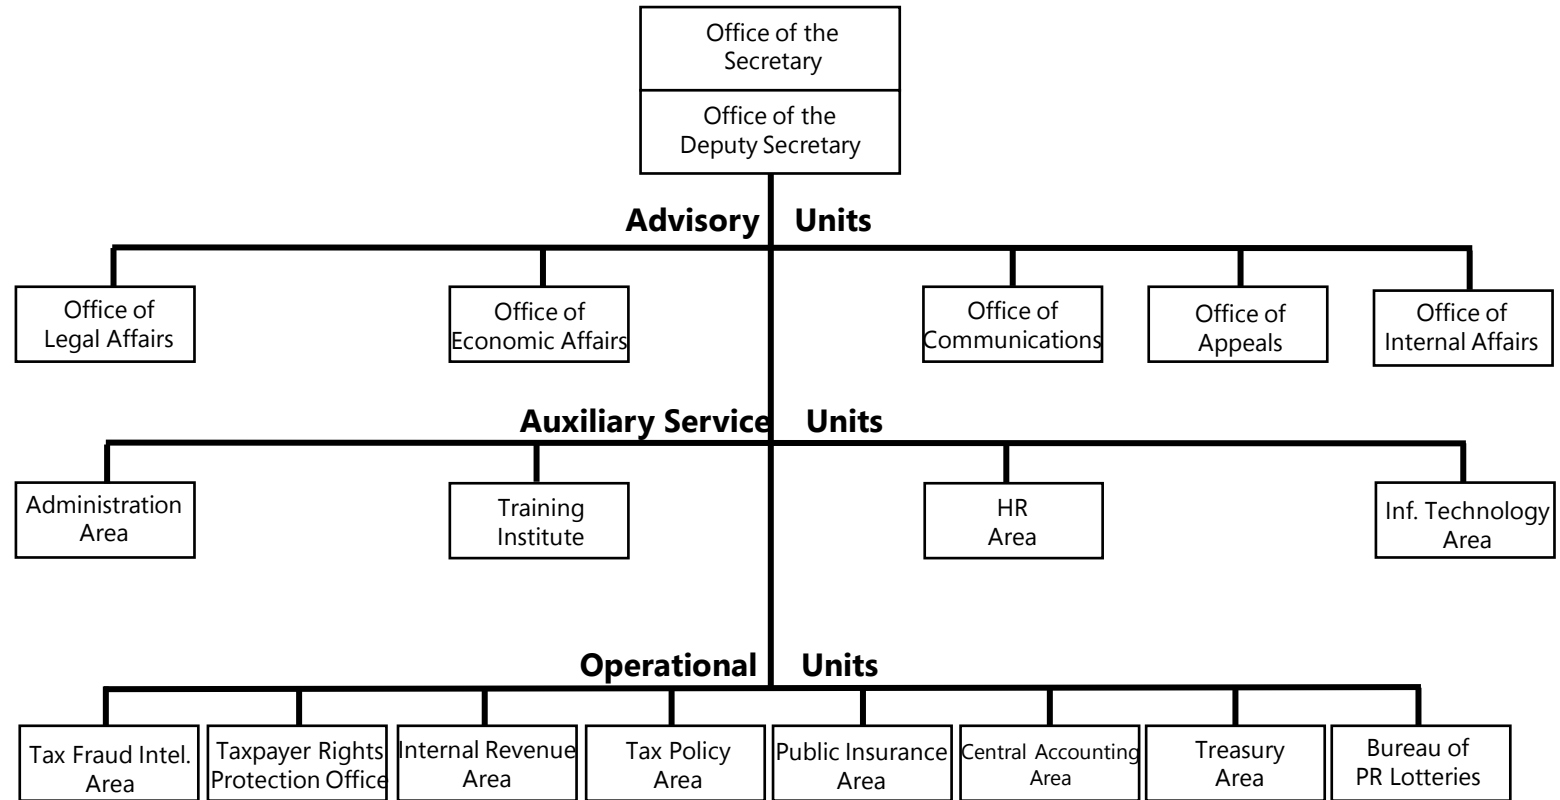 Office of the
Secretary
Office of the
Deputy Secretary
Advisory Units
Office of
Legal Affairs
Office of
Economic Affairs
Office of
Communications
Office of
Appeals
Office of
Internal Affairs
Auxiliary Service Units
Administration
Area
Training
Institute
HR
Area
Inf. Technology
Area
Operational Units
Tax Fraud Intel.
Area
Taxpayer Rights
Protection Office
Internal Revenue
Area
Tax Policy
Area
Public Insurance
Area
Central Accounting
Area
Treasury
Area
Bureau of
PR Lotteries